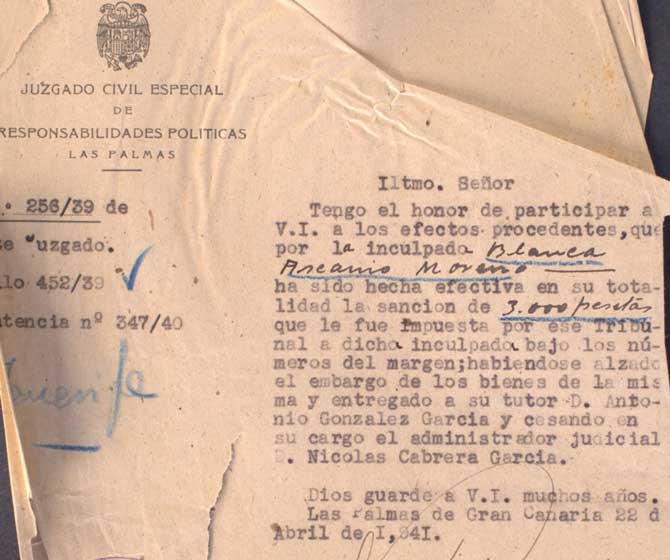 JUZGADO CIVIL ESPECIAL
DE
RESPONSABILIDADES POLITICAS
LAS PALMAS
º 256/39 de
te uzgado.
lo 452/39
tencia nº 347/40
enerife
Iltmo. Señor
Tengo el honor de participar a
V.I. a los efectos procedentes,que
por la inculpada Blanca
Ascanio Moreno
ha sido hecha efectiva en su tota-
lidad la sancion de 3.000 pesetas
que le fue impuesta por ese Tribu-
nal a dicha inculpada bajo los nú-
meros del margen;habiendose alzado
el embargo de los bienes de la mis
ma y entregado a su tutor D. Anto-
nio Gonzalez Garcia y cesando en
su cargo el administrador judicial
D. Nicolas Cabrera Garcia.
Dios guarde a V.I. muchos años.
Las Palmas de Gran Canaria 22 d
Abril de I,94I.